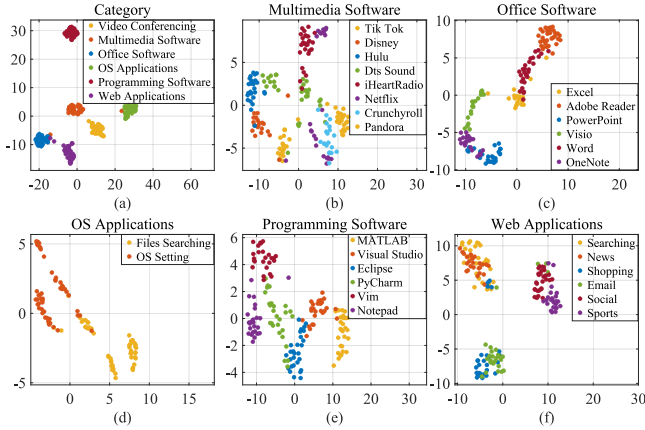 Category
30
20
10
0
-10
-20
0
20
40
60
Video Conferencing
Multimedia Software
Office Software
OS Applications
Programming Software
Web Applications
(a)
Multimedia Software
5
0
-5
-10
0
10
20
30
Tik Tok
Disney
Hulu
Dts Sound
iHeartRadio
Netflix
Crunchyroll
Pandora
(b)
Office Software
5
0
-5
-10
-10
0
10
20
Excel
Adobe Reader
PowerPoint
Visio
Word
OneNote
(c)
OS Applications
5
0
-5
0
5
10
15
Files Searching
OS Setting
(d)
Programming Software
6
4
2
0
-2
-4
-10
0
10
20
30
MATLAB
Visual Studio
Eclipse
PyCharm
Vim
Notepad
(e)
Web Applications
10
5
0
-5
-10
-10
0
10
20
30
Searching
News
Shopping
Email
Social
Sports
(f)